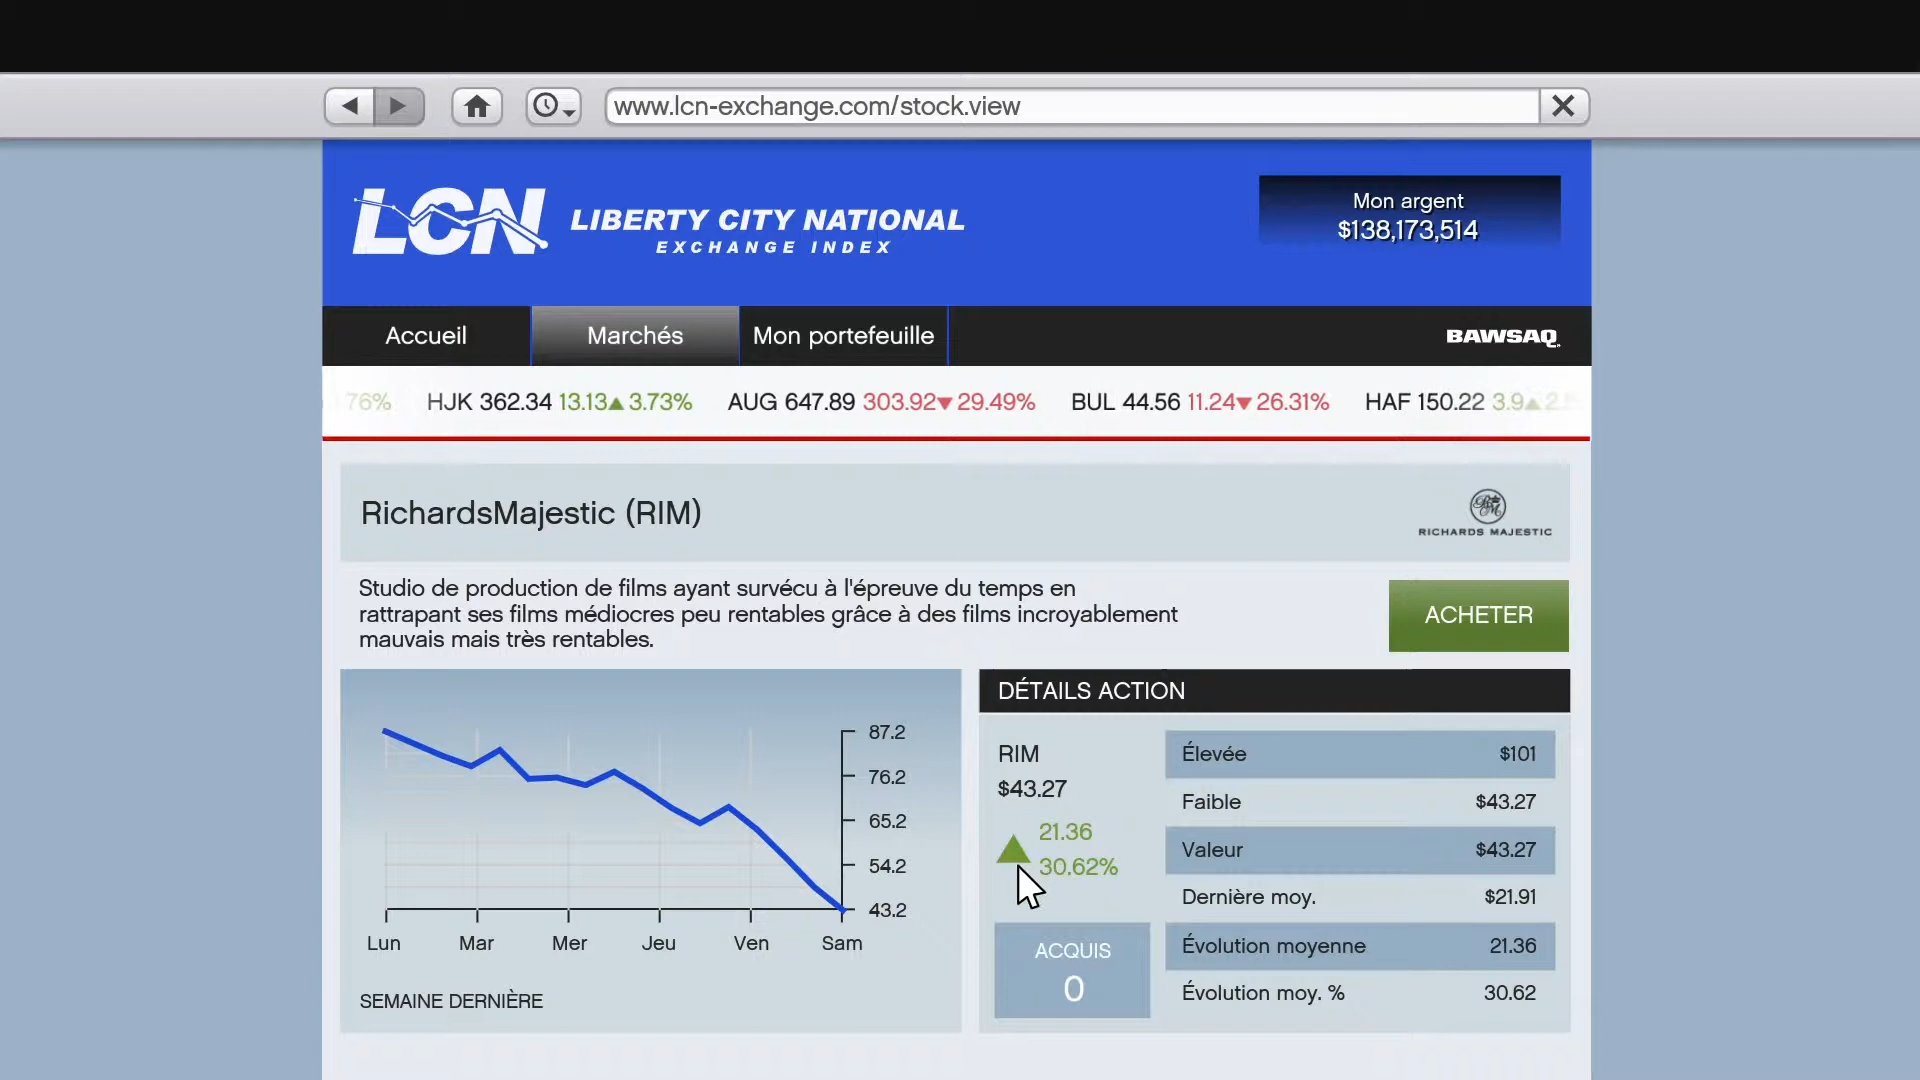 www.lcn-exchange.com/stock.view
LCN
LIBERTY CITY NATIONAL
EXCHANGE INDEX
Mon argent
$138,173,514
Accueil Marchés Mon portefeuille BAWSAQ
76% HJK 362.34 13.13▲3.73% AUG 647.89 303.92▼29.49% BUL 44.56 11.24▼26.31% HAF 150.22 3.9▲
RichardsMajestic (RIM)
RM
RICHARDS MAJESTIC
Studio de production de films ayant survécu à l'épreuve du temps en
rattrapant ses films médiocres peu rentables grâce à des films incroyablement
mauvais mais très rentables.
ACHETER
87.2
76.2
65.2
54.2
43.2
Lun Mar Mer Jeu Ven Sam
SEMAINE DERNIÈRE
DÉTAILS ACTION
RIM
$43.27
21.36
30.62%
ACQUIS
0
Élevée $101
Faible $43.27
Valeur $43.27
Dernière moy. $21.91
Évolution moyenne 21.36
Évolution moy. % 30.62